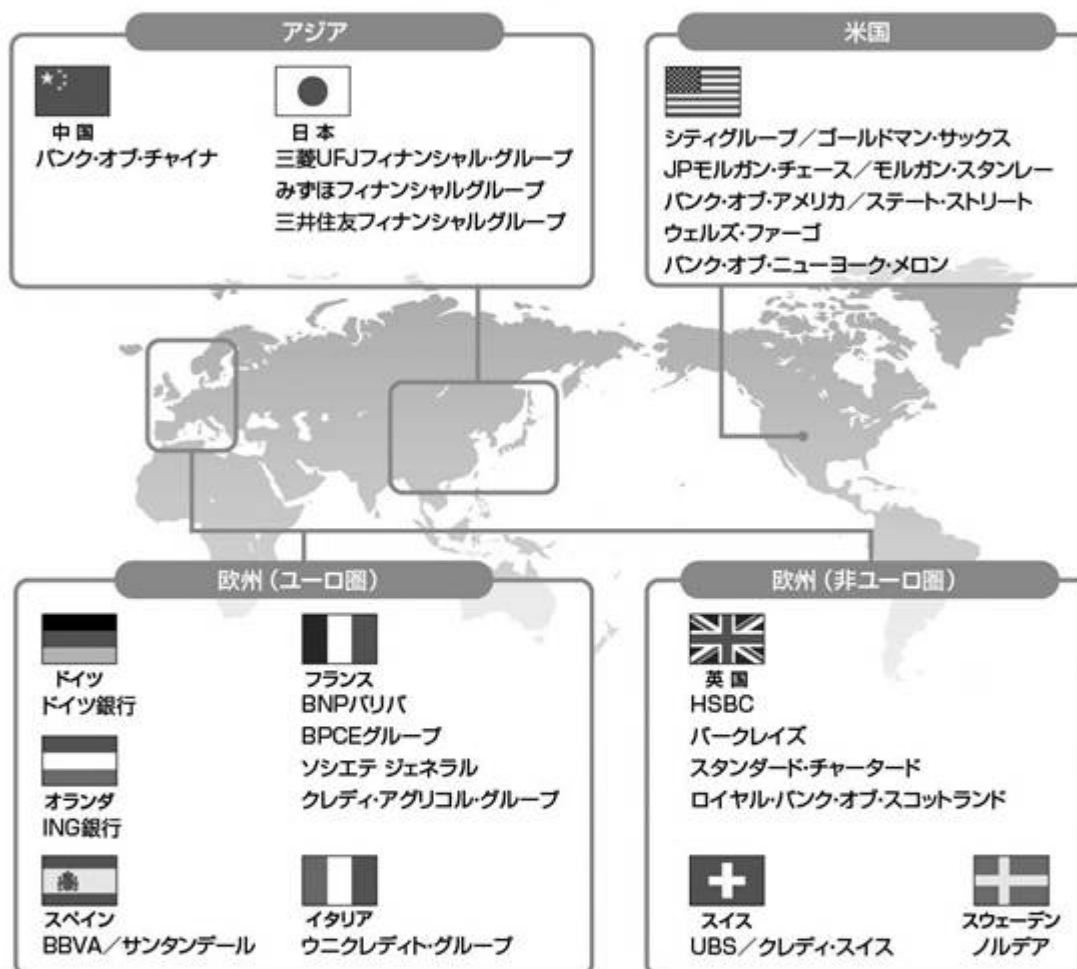 アジア
中国
バンク・オブ・チャイナ
日本
三菱UFJフィナンシャル・グループ
みずほフィナンシャルグループ
三井住友フィナンシャルグループ
米国
シティグループ／ゴールドマン・サックス
JPモルガン・チェース／モルガン・スタンレー
バンク・オブ・アメリカ／ステート・ストリート
ウェルズ・ファーゴ
バンク・オブ・ニューヨーク・メロン
欧州（ユーロ圏）
ドイツ
ドイツ銀行
フランス
BNPパリバ
BPCEグループ
ソシエテ ジェネラル
クレディ・アグリコル・グループ
オランダ
ING銀行
スペイン
BBVA／サンタンデール
イタリア
ウニクレディト・グループ
欧州（非ユーロ圏）
英国
HSBC
バークレイズ
スタンダード・チャータード
ロイヤル・バンク・オブ・スコットランド
スイス
UBS／クレディ・スイス
スウェーデン
ノルデア